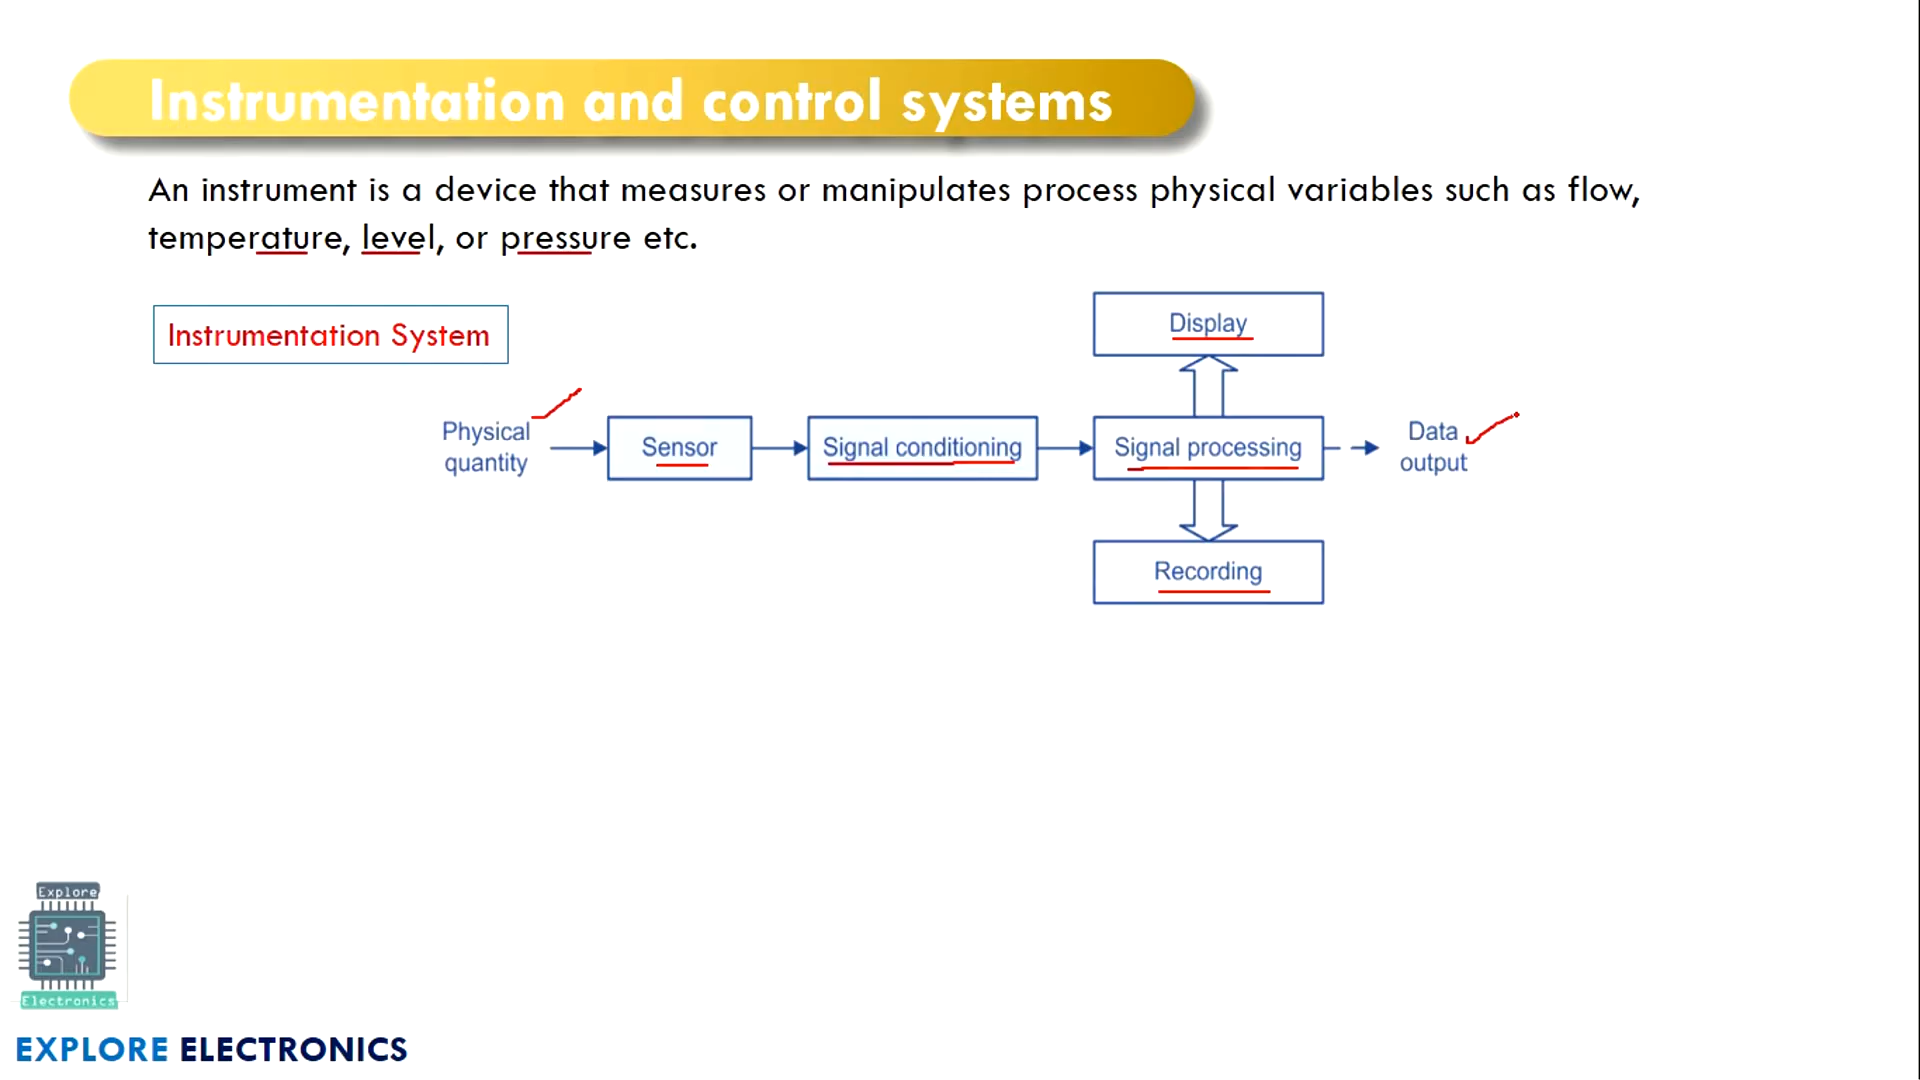 Instrumentation and control systems
An instrument is a device that measures or manipulates process physical variables such as flow,
temperature, level, or pressure etc.
Instrumentation System
Display
Physical
quantity
Sensor
Signal conditioning
Signal processing
Data
output
Recording
Explore
Electronics
EXPLORE ELECTRONICS